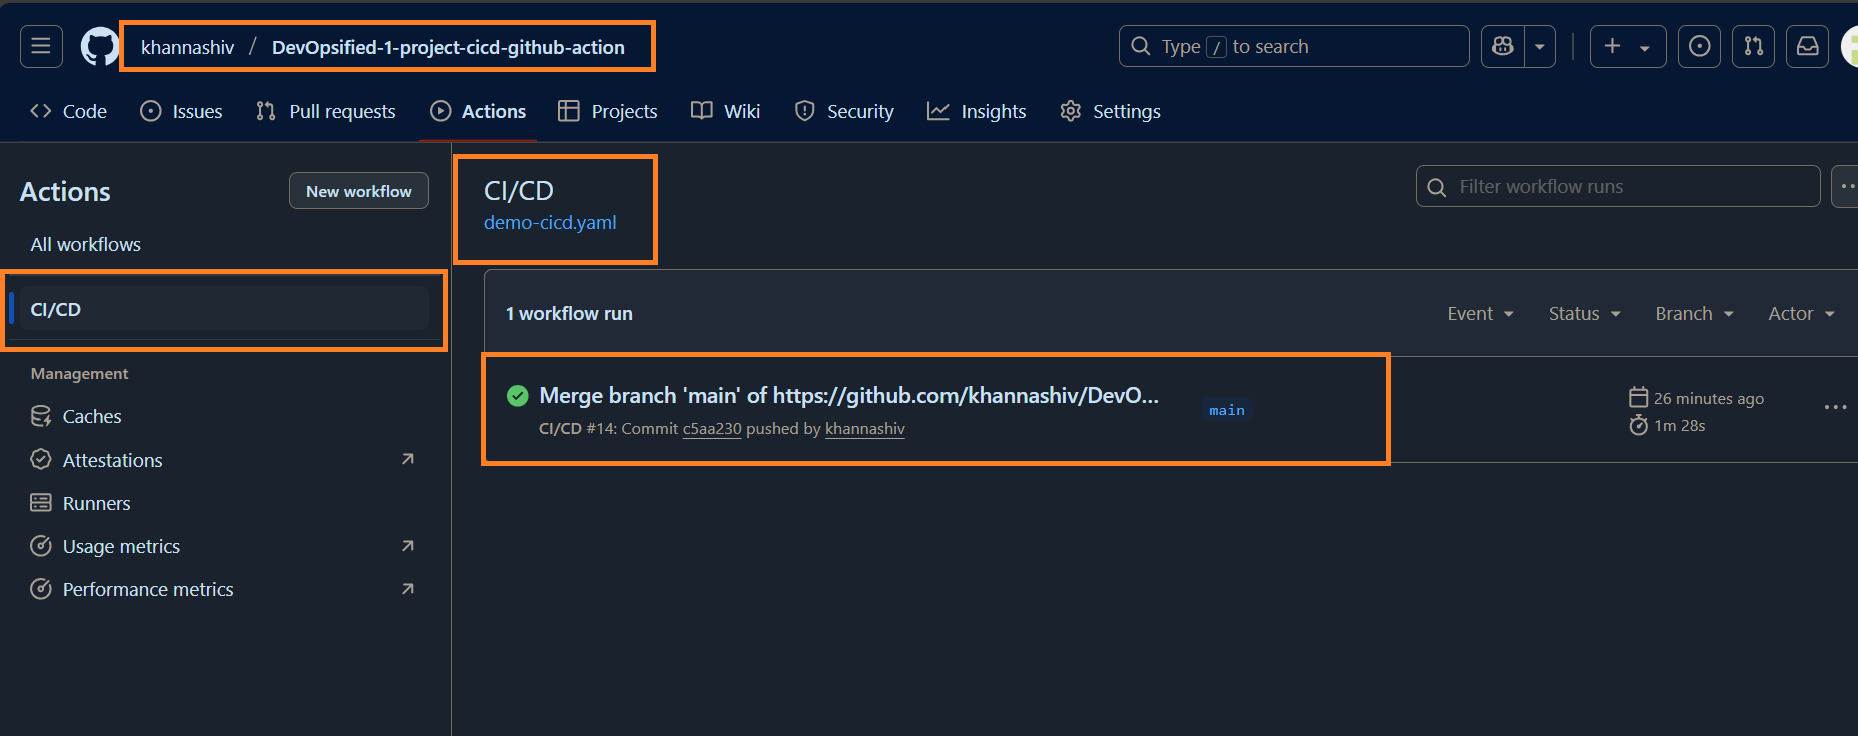 khannashiv / DevOpsified-1-project-cicd-github-action
Type / to search
Code Issues Pull requests Actions Projects Wiki Security Insights Settings
Actions
New workflow
All workflows
CI/CD
Management
Caches
Attestations
Runners
Usage metrics
Performance metrics
CI/CD
demo-cicd.yaml
Filter workflow runs
1 workflow run
Event Status Branch Actor
Merge branch 'main' of https://github.com/khannashiv/DevO...
CI/CD #14: Commit c5aa230 pushed by khannashiv
main
26 minutes ago
1m 28s